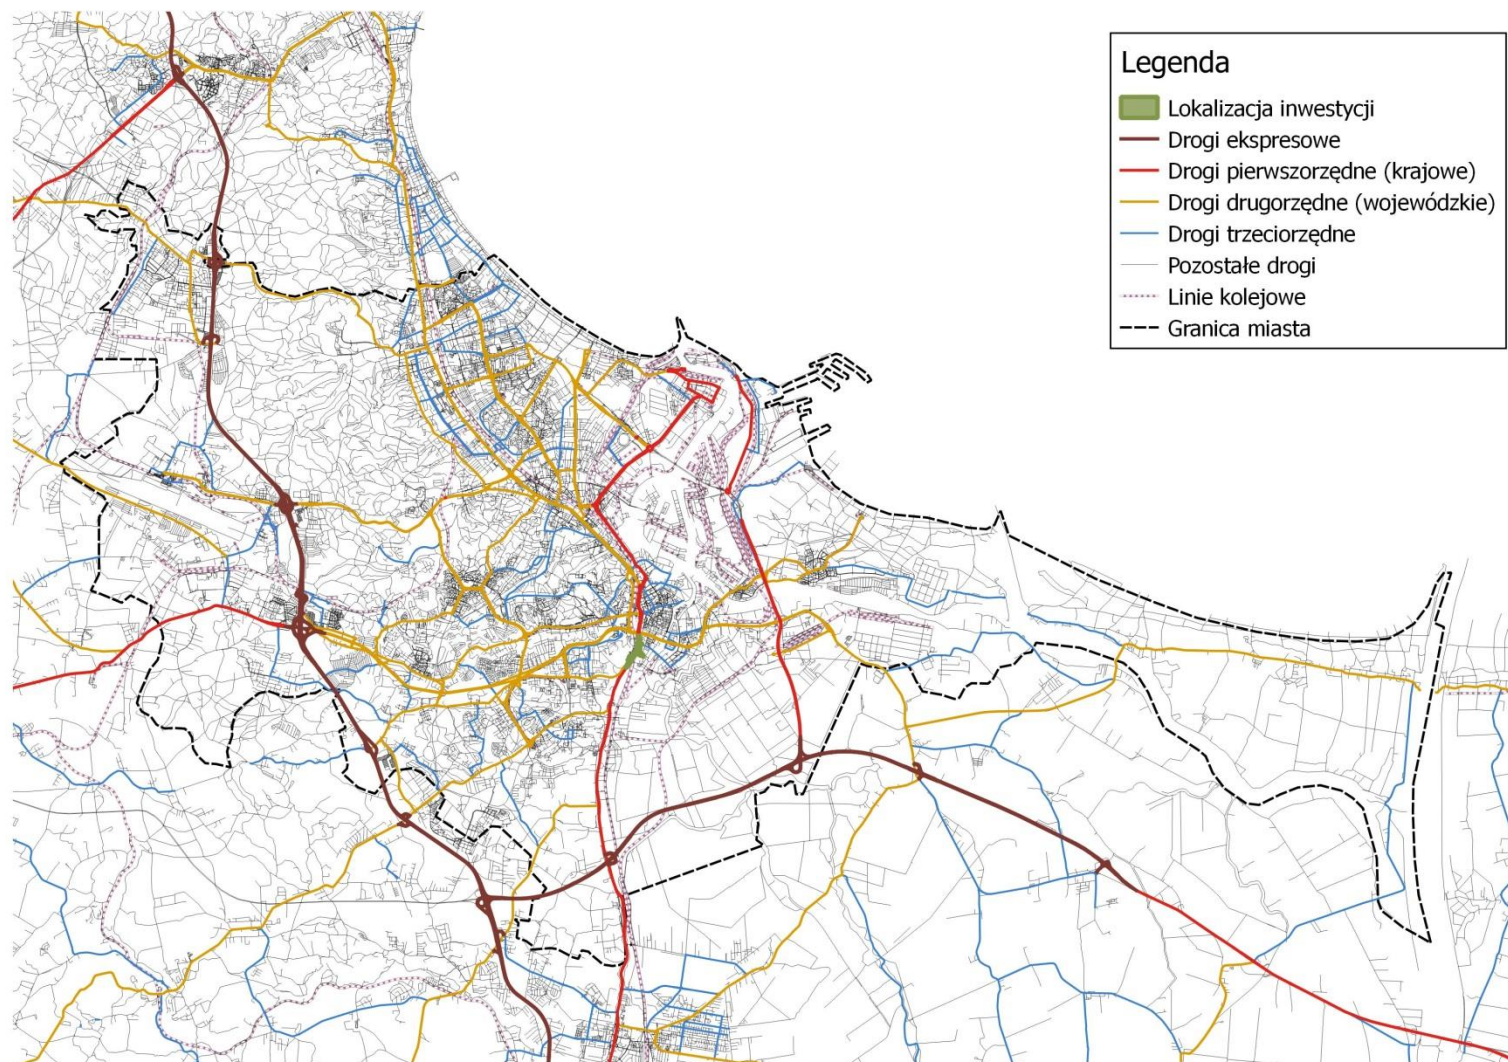 Legenda
Lokalizacja inwestycji
Drogi ekspresowe
Drogi pierwszorzędne (krajowe)
Drogi drugorzędne (wojewódzkie)
Drogi trzeciorzędne
Pozostałe drogi
Linie kolejowe
Granica miasta